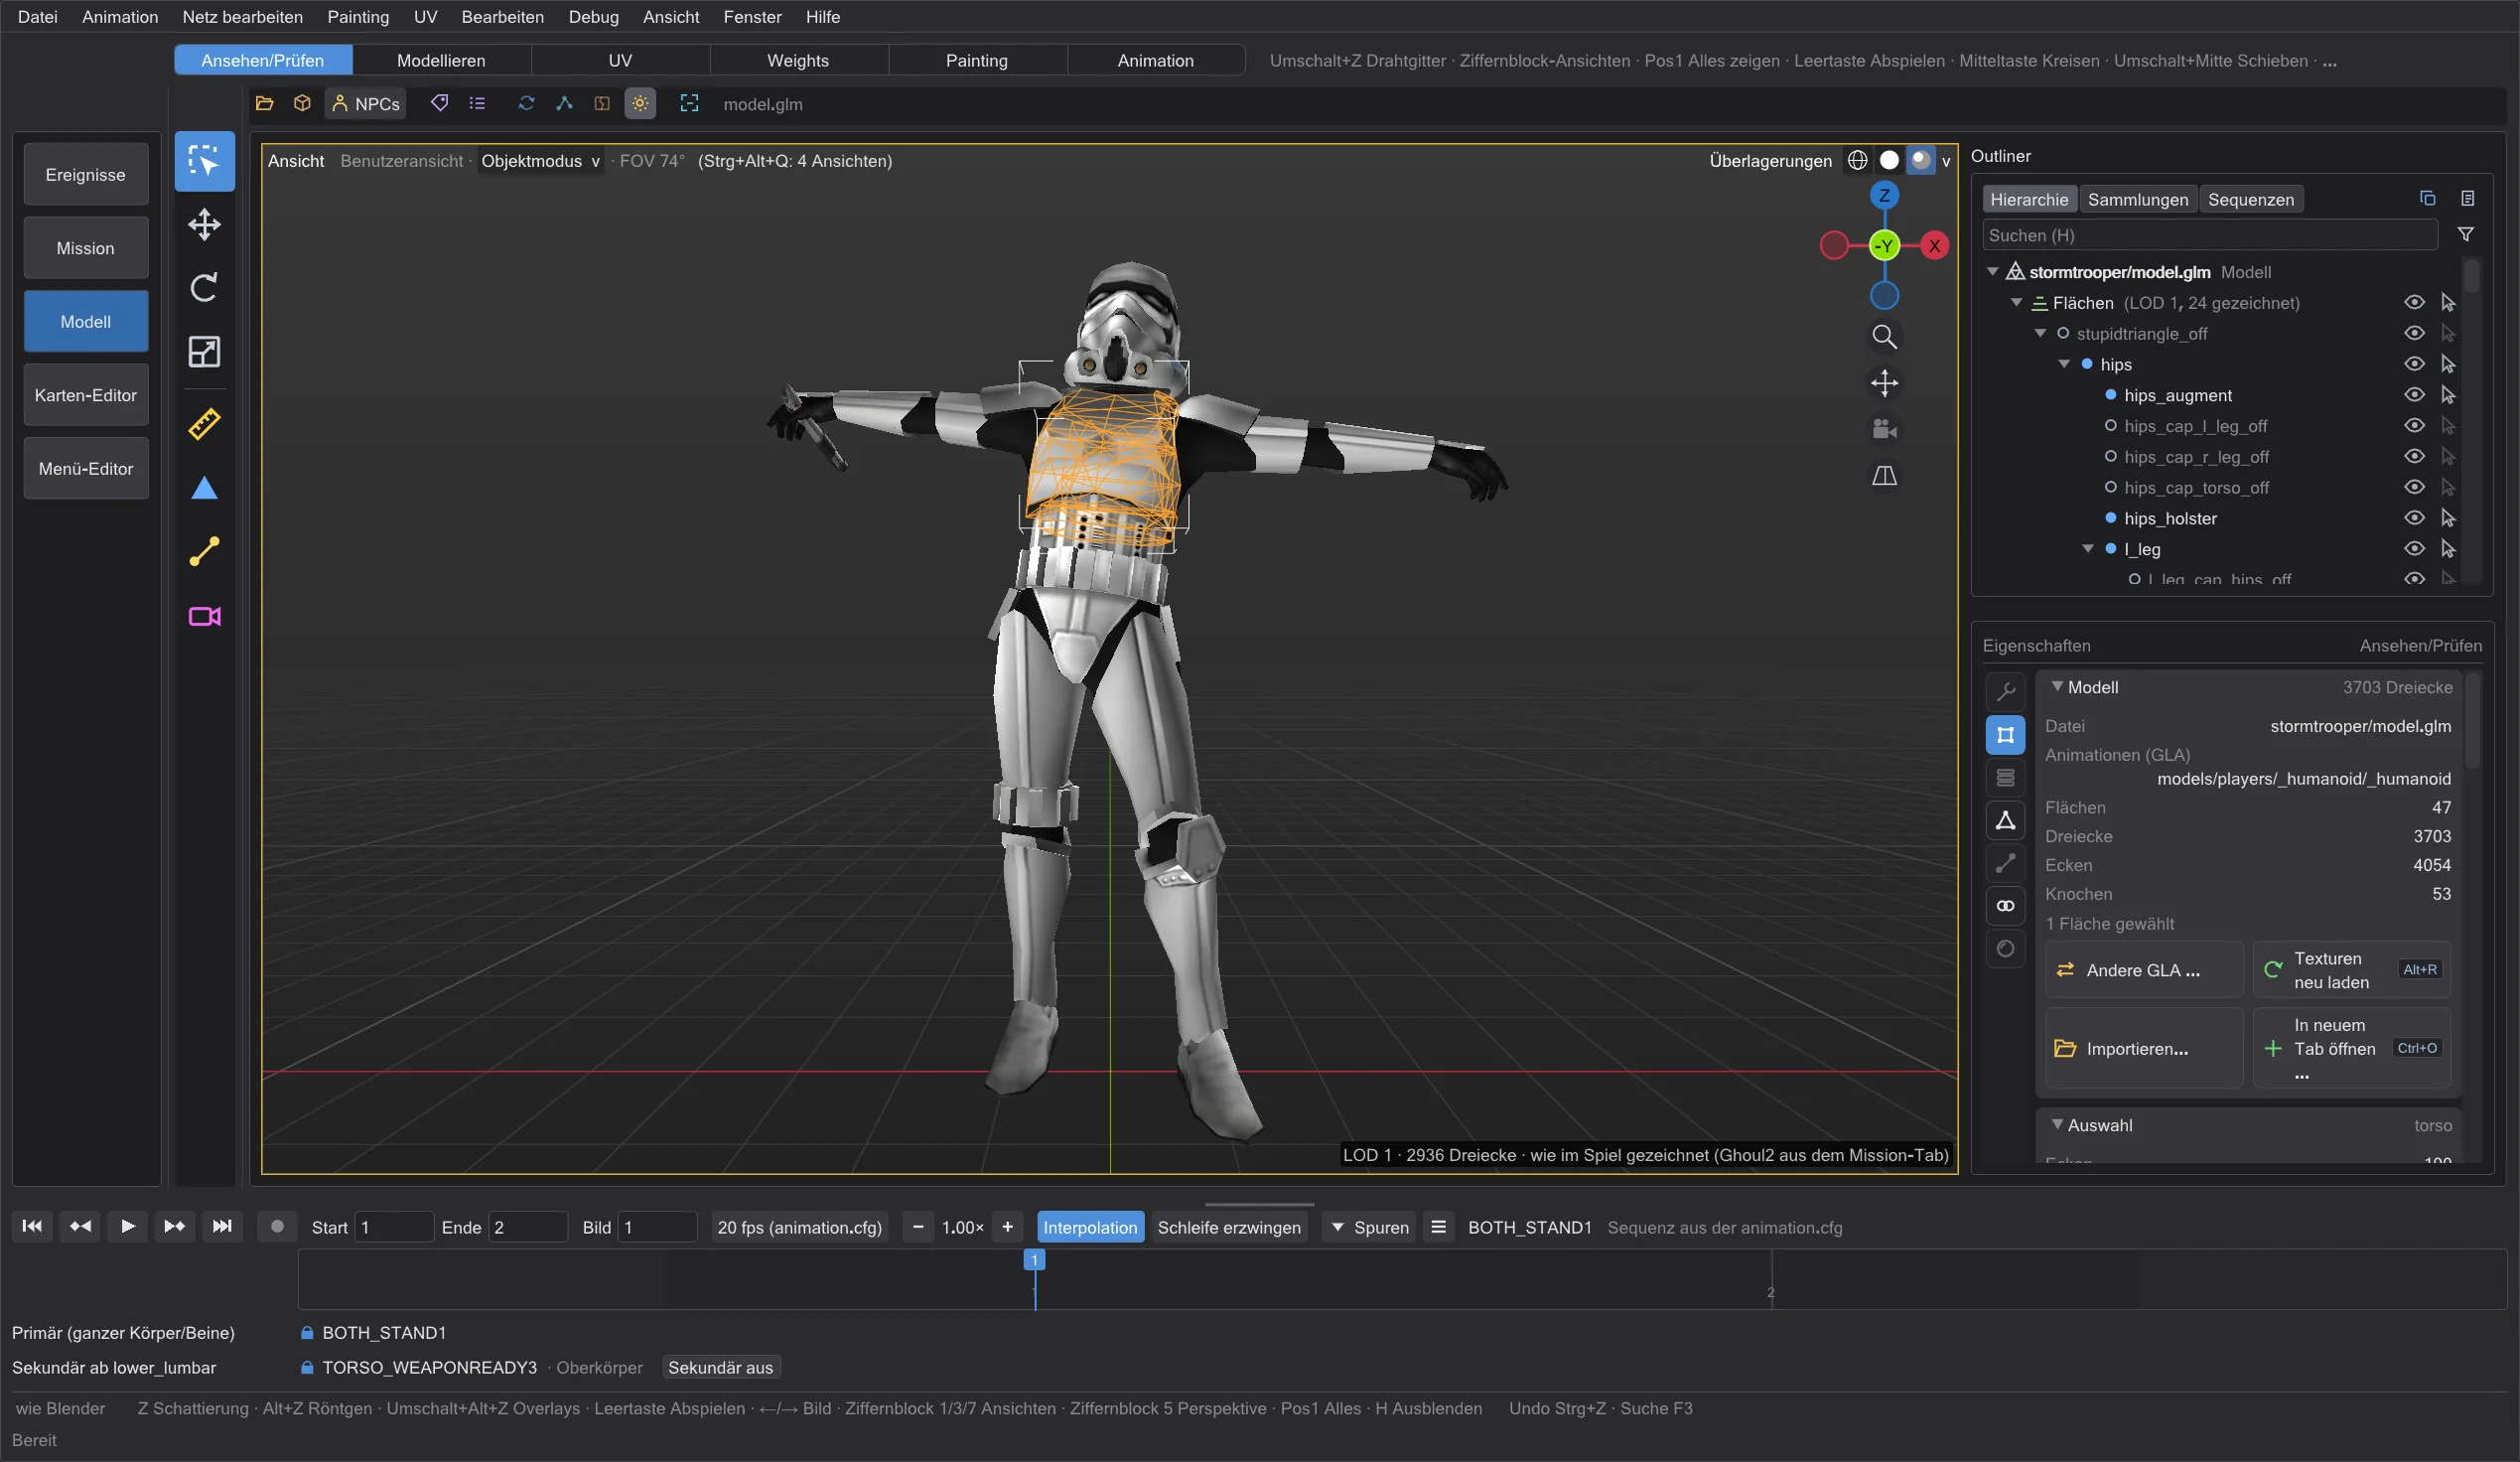 Datei Animation Netz bearbeiten Painting UV Bearbeiten Debug Ansicht Fenster Hilfe
Ansehen/Prüfen Modellieren UV Weights Painting Animation Umschalt+Z Drahtgitter · Ziffernblock-Ansichten · Pos1 Alles zeigen · Leertaste Abspielen · Mitteltaste Kreisen · Umschalt+Mitte Schieben · ...
NPCs model.glm
Ereignisse
Mission
Modell
Karten-Editor
Menü-Editor
Ansicht Benutzeransicht · Objektmodus v · FOV 74° (Strg+Alt+Q: 4 Ansichten)
Überlagerungen v
Z
-Y X
LOD 1 · 2936 Dreiecke · wie im Spiel gezeichnet (Ghoul2 aus dem Mission-Tab)
Outliner
Hierarchie Sammlungen Sequenzen
Suchen (H)
stormtrooper/model.glm Modell
Flächen (LOD 1, 24 gezeichnet)
stupidtriangle_off
hips
hips_augment
hips_cap_l_leg_off
hips_cap_r_leg_off
hips_cap_torso_off
hips_holster
l_leg
l_leg_cap_hips_off
Eigenschaften Ansehen/Prüfen
Modell 3703 Dreiecke
Datei stormtrooper/model.glm
Animationen (GLA)
models/players/_humanoid/_humanoid
Flächen 47
Dreiecke 3703
Ecken 4054
Knochen 53
1 Fläche gewählt
Andere GLA ...
Texturen neu laden Alt+R
Importieren...
In neuem Tab öffnen ... Ctrl+O
Auswahl torso
Start 1 Ende 2 Bild 1 20 fps (animation.cfg) − 1.00× + Interpolation Schleife erzwingen Spuren BOTH_STAND1 Sequenz aus der animation.cfg
1
2
Primär (ganzer Körper/Beine) BOTH_STAND1
Sekundär ab lower_lumbar TORSO_WEAPONREADY3 · Oberkörper Sekundär aus
wie Blender Z Schattierung · Alt+Z Röntgen · Umschalt+Alt+Z Overlays · Leertaste Abspielen · ←/→ Bild · Ziffernblock 1/3/7 Ansichten · Ziffernblock 5 Perspektive · Pos1 Alles · H Ausblenden Undo Strg+Z · Suche F3
Bereit